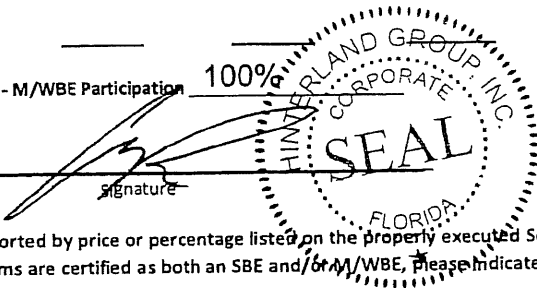 - M/WBE Participation 100%
HINTERLAND GROUP, INC.
CORPORATE
SEAL
FLORIDA
signature
orted by price or percentage listed on the properly executed S
ms are certified as both an SBE and/or M/WBE, please indicate